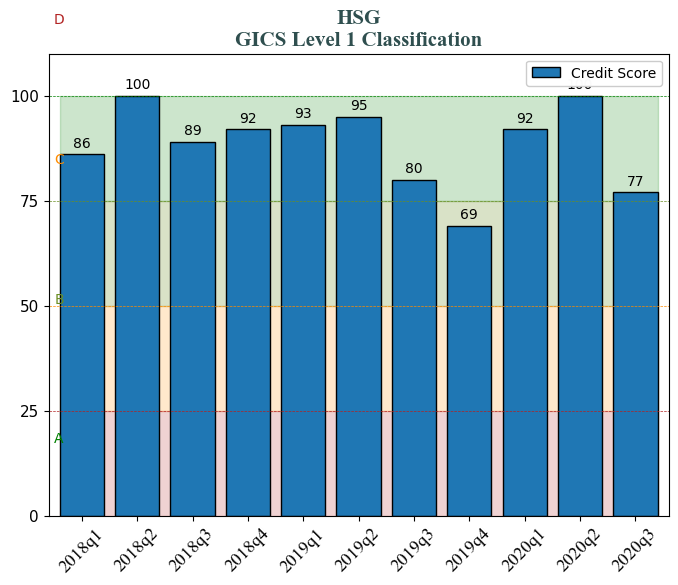 D
HSG
GICS Level 1 Classification
Credit Score
100
75
50
25
0
86
100
89
92
93
95
80
69
92
100
77
C
B
A
2018q1
2018q2
2018q3
2018q4
2019q1
2019q2
2019q3
2019q4
2020q1
2020q2
2020q3